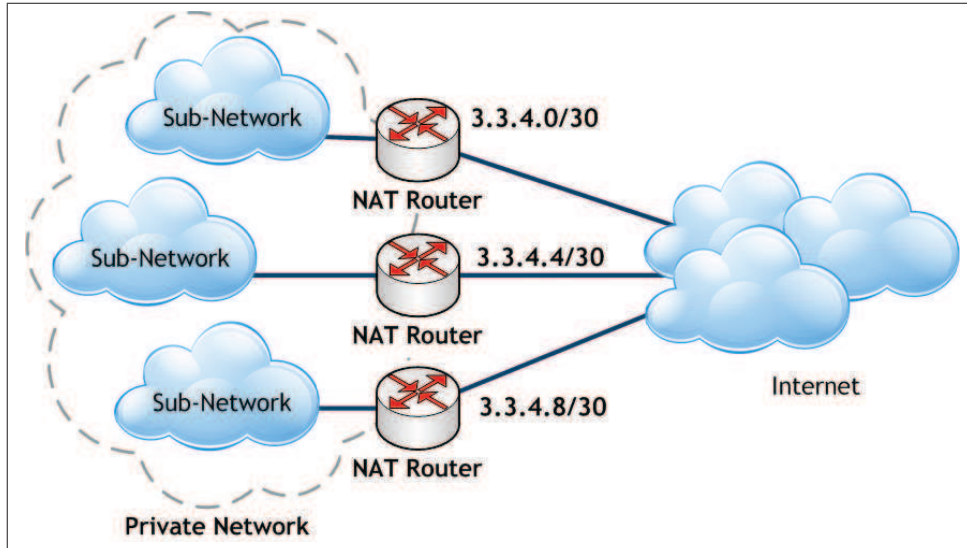 Sub-Network
3.3.4.0/30
NAT Router
Sub-Network
3.3.4.4/30
NAT Router
Internet
Sub-Network
3.3.4.8/30
NAT Router
Private Network